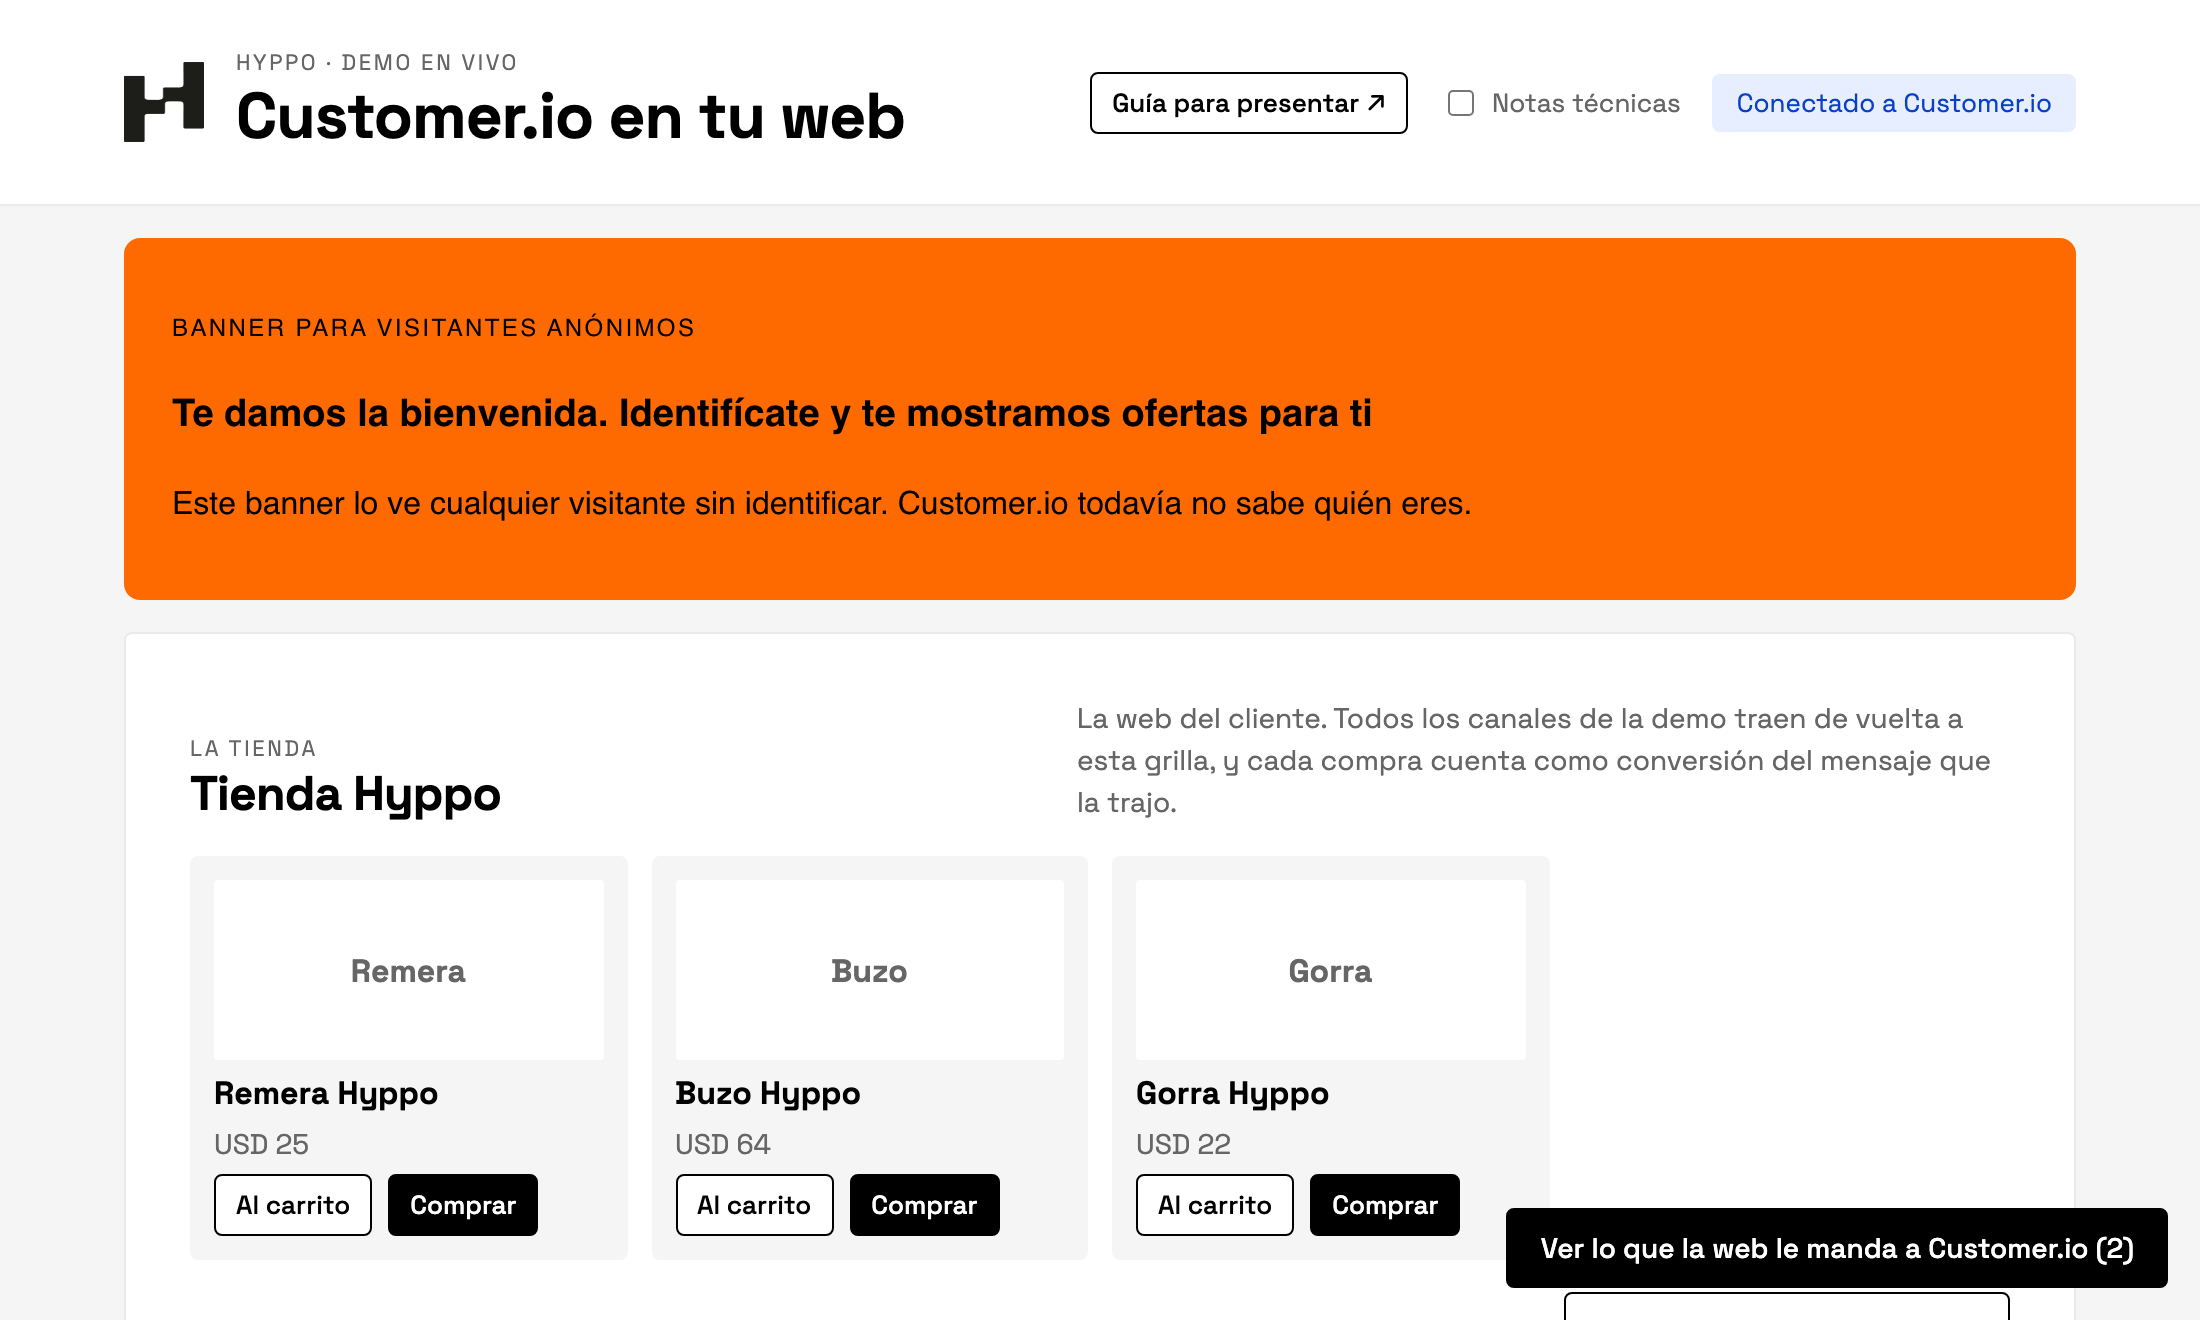 HYPPO · DEMO EN VIVO
Customer.io en tu web
Guía para presentar ↗
Notas técnicas
Conectado a Customer.io
BANNER PARA VISITANTES ANÓNIMOS
Te damos la bienvenida. Identifícate y te mostramos ofertas para ti
Este banner lo ve cualquier visitante sin identificar. Customer.io todavía no sabe quién eres.
LA TIENDA
Tienda Hyppo
La web del cliente. Todos los canales de la demo traen de vuelta a
esta grilla, y cada compra cuenta como conversión del mensaje que
la trajo.
Remera
Remera Hyppo
USD 25
Al carrito
Comprar
Buzo
Buzo Hyppo
USD 64
Al carrito
Comprar
Gorra
Gorra Hyppo
USD 22
Al carrito
Comprar
Ver lo que la web le manda a Customer.io (2)